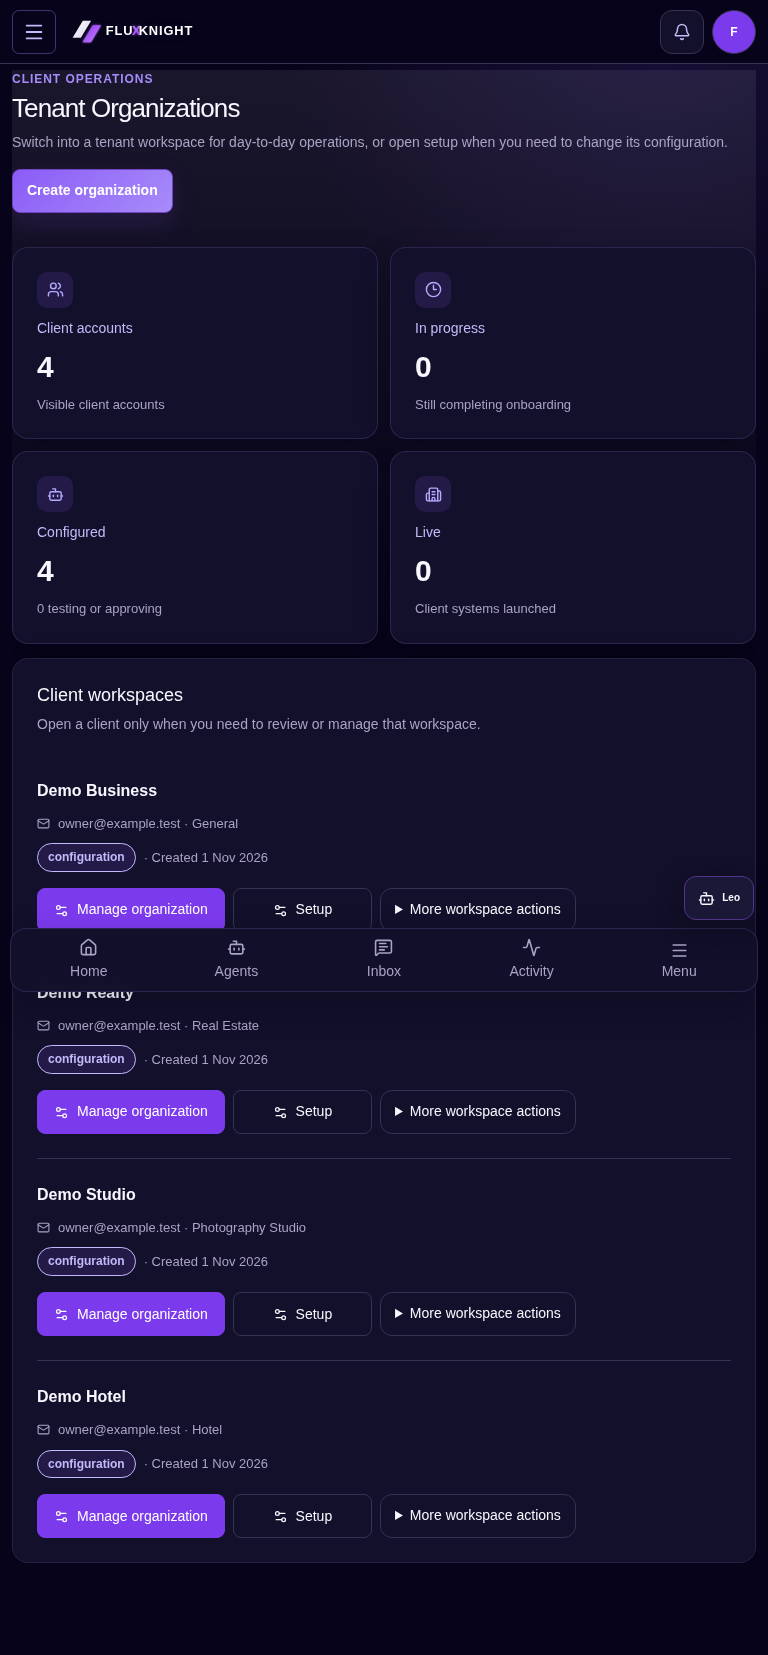 FLUXKNIGHT
F
CLIENT OPERATIONS
Tenant Organizations
Switch into a tenant workspace for day-to-day operations, or open setup when you need to change its configuration.
Create organization
Client accounts
4
Visible client accounts
In progress
0
Still completing onboarding
Configured
4
0 testing or approving
Live
0
Client systems launched
Client workspaces
Open a client only when you need to review or manage that workspace.
Demo Business
owner@example.test · General
configuration · Created 1 Nov 2026
Manage organization Setup More workspace actions
Leo
Home Agents Inbox Activity Menu
Demo Realty
owner@example.test · Real Estate
configuration · Created 1 Nov 2026
Manage organization Setup More workspace actions
Demo Studio
owner@example.test · Photography Studio
configuration · Created 1 Nov 2026
Manage organization Setup More workspace actions
Demo Hotel
owner@example.test · Hotel
configuration · Created 1 Nov 2026
Manage organization Setup More workspace actions